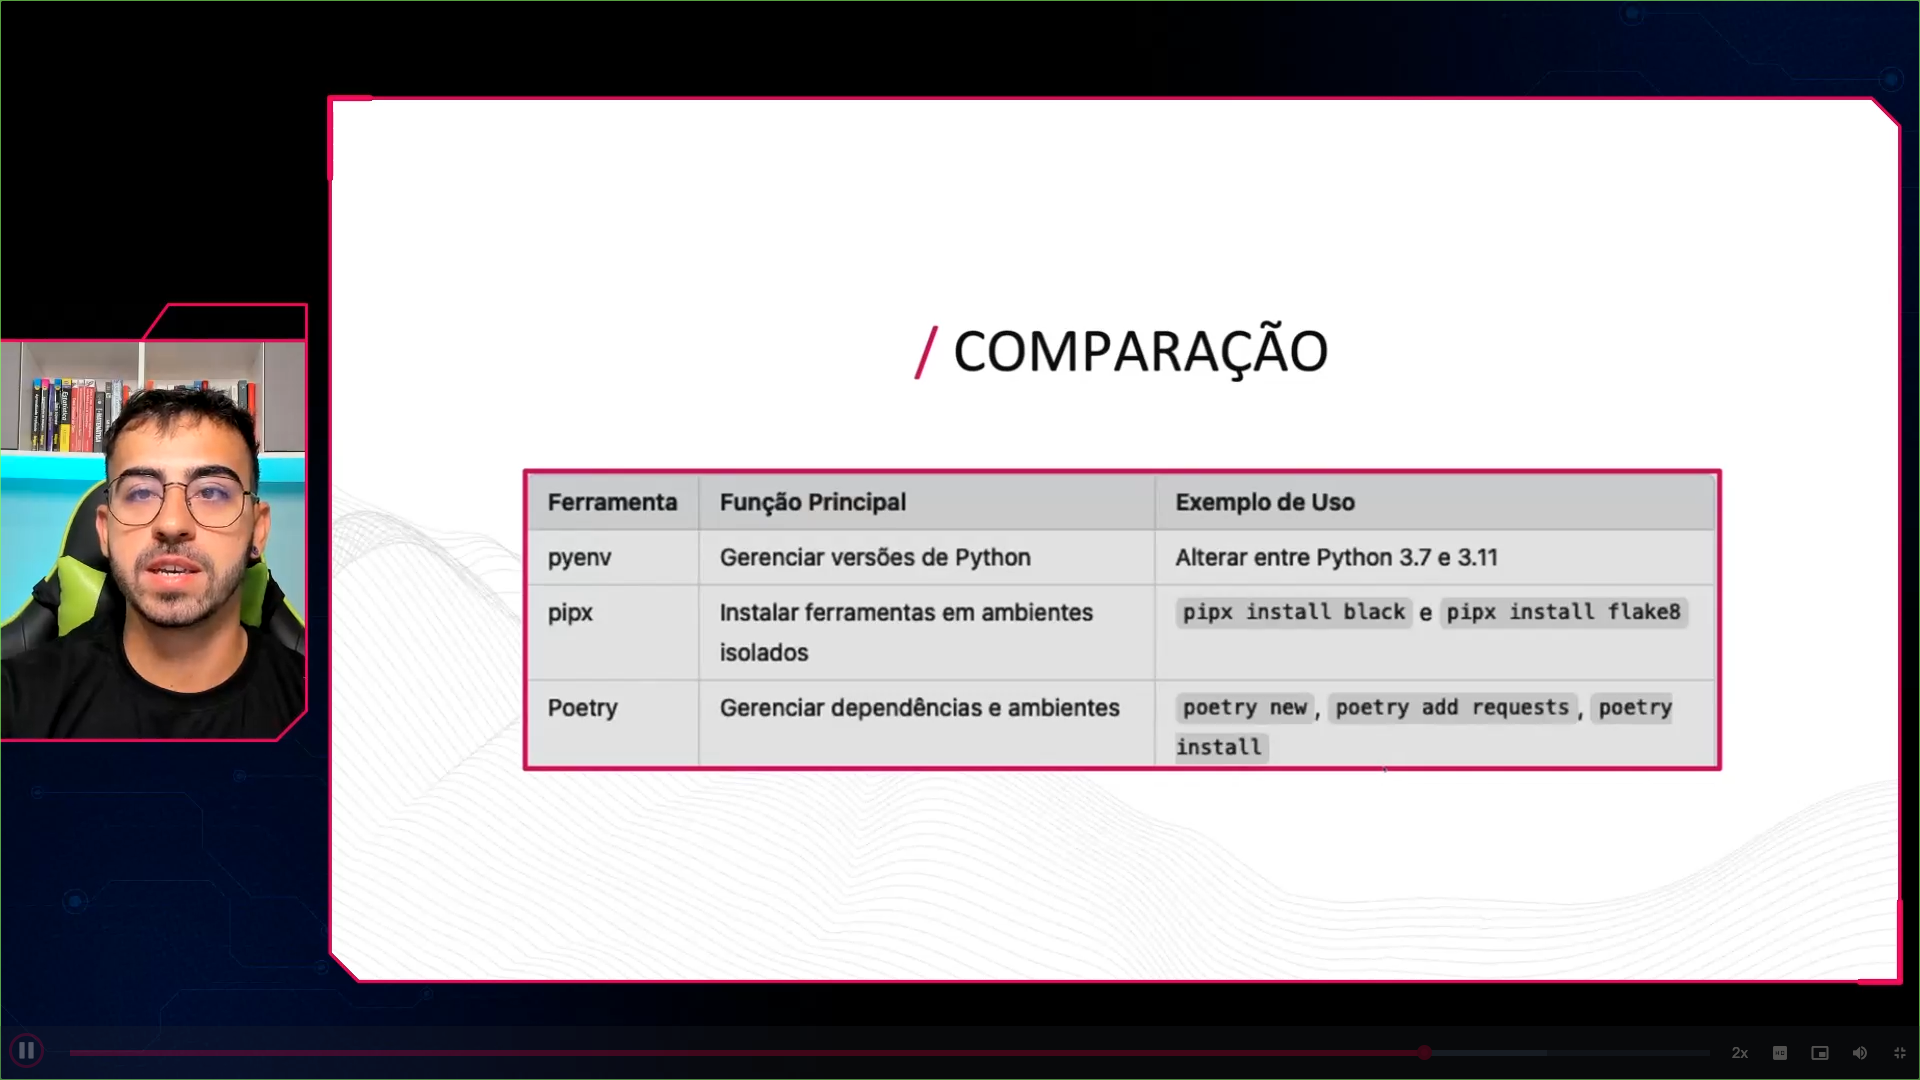 / COMPARAÇÃO
Ferramenta Função Principal Exemplo de Uso
pyenv Gerenciar versões de Python Alterar entre Python 3.7 e 3.11
pipx Instalar ferramentas em ambientes pipx install black e pipx install flake8
isolados
Poetry Gerenciar dependências e ambientes poetry new, poetry add requests, poetry
install
2x